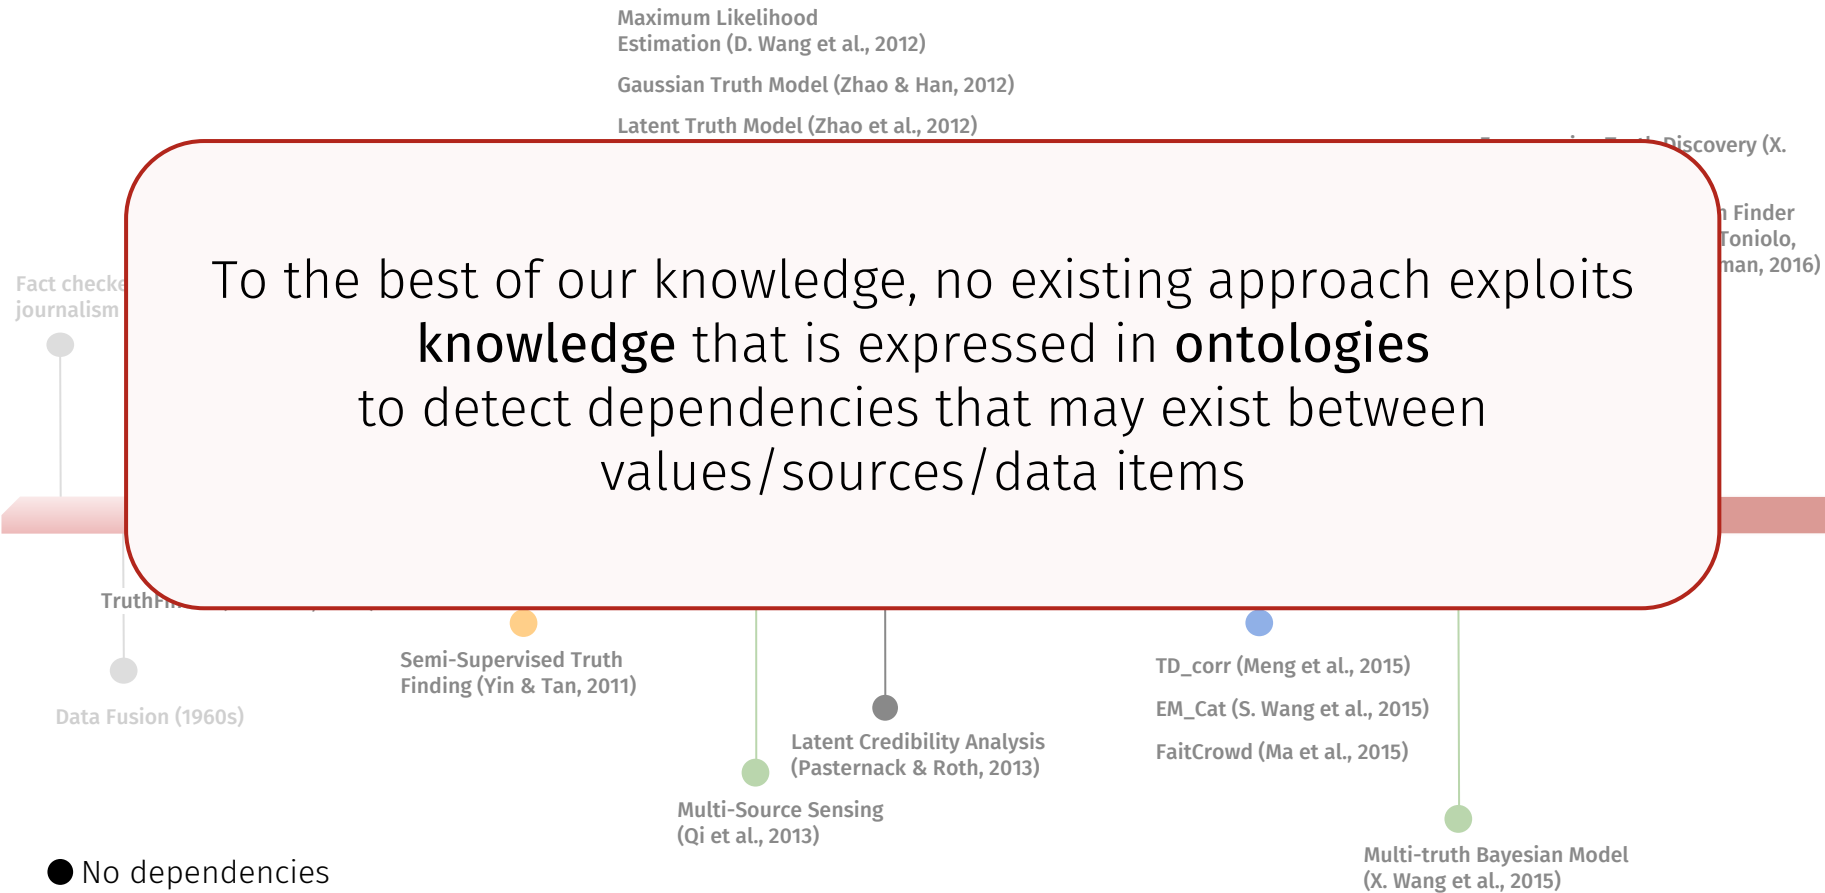 Maximum Likelihood
Estimation (D. Wang et al., 2012)
Gaussian Truth Model (Zhao & Han, 2012)
Latent Truth Model (Zhao et al., 2012)
Discovery (X.
Finder
Toniolo,
2016)
Fact
journalism
To the best of our knowledge, no existing approach exploits
knowledge that is expressed in ontologies
to detect dependencies that may exist between
values/sources/data items
Semi-Supervised Truth
Finding (Yin & Tan, 2011)
Data Fusion (1960s)
Latent Credibility Analysis
(Pasternack & Roth, 2013)
Multi-Source Sensing
(Qi et al., 2013)
TD_corr (Meng et al., 2015)
EM_Cat (S. Wang et al., 2015)
FaitCrowd (Ma et al., 2015)
Multi-truth Bayesian Model
(X. Wang et al., 2015)
No dependencies